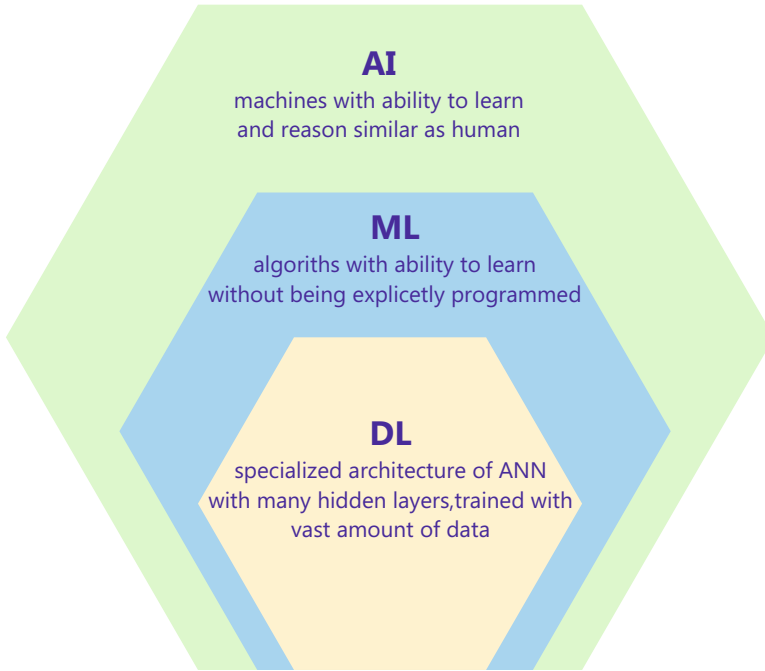 AI
machines with ability to learn
and reason similar as human
ML
algoriths with ability to learn
without being explicetly programmed
DL
specialized architecture of ANN
with many hidden layers,trained with
vast amount of data